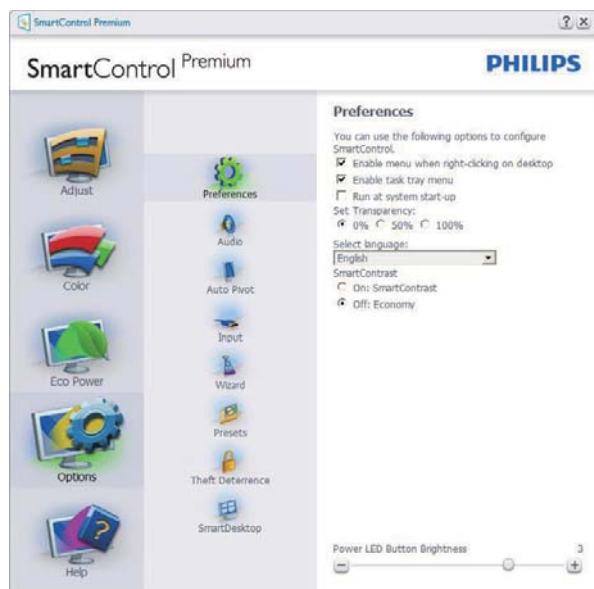 SmartControl Premium
SmartControl Premium
PHILIPS
Adjust
Color
Eco Power
Options
Help
Preferences
Audio
Auto Pivot
Input
Wizard
Presets
Theft Deterrence
SmartDesktop
Preferences
You can use the following options to configure
SmartControl.
Enable menu when right-clicking on desktop
Enable task tray menu
Run at system start-up
Set Transparency:
0% 50% 100%
Select language:
English
SmartContrast
On: SmartContrast
Off: Economy
Power LED Button Brightness 3